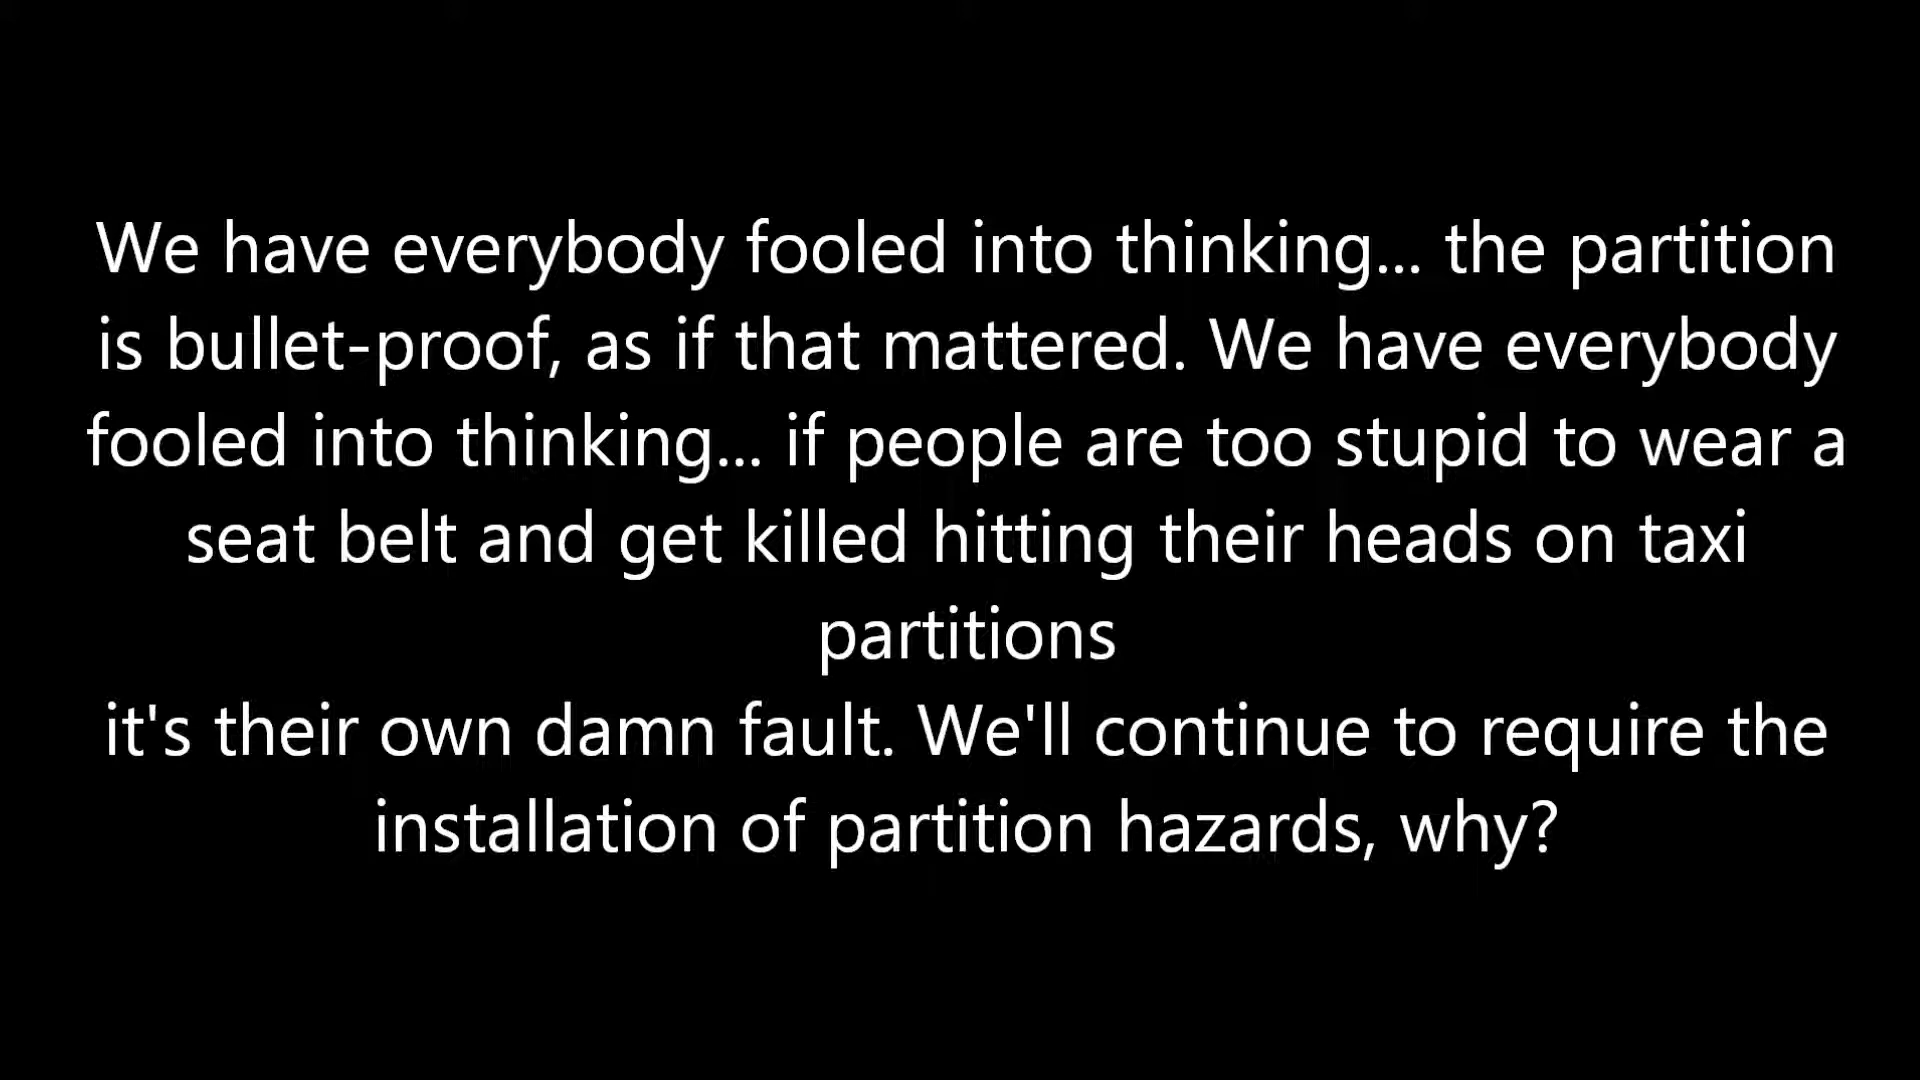 We have everybody fooled into thinking... the partition
is bullet-proof, as if that mattered. We have everybody
fooled into thinking... if people are too stupid to wear a
seat belt and get killed hitting their heads on taxi
partitions
it's their own damn fault. We'll continue to require the
installation of partition hazards, why?